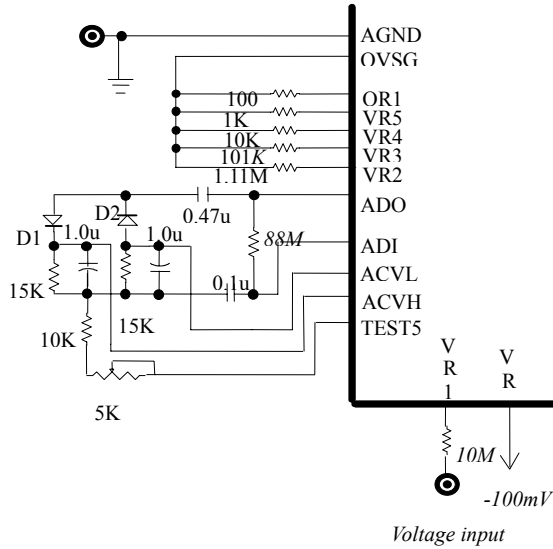 AGND
OVSG
100
OR1
1K
VR5
10K
VR4
101K
VR3
1.11M
VR2
ADO
0.47u
D2
D1
1.0u
1.0u
88M
ADI
0.1u
ACVL
15K
ACVH
10K
15K
TEST5
5K
V
R
1
V
R
10M
-100mV
Voltage input